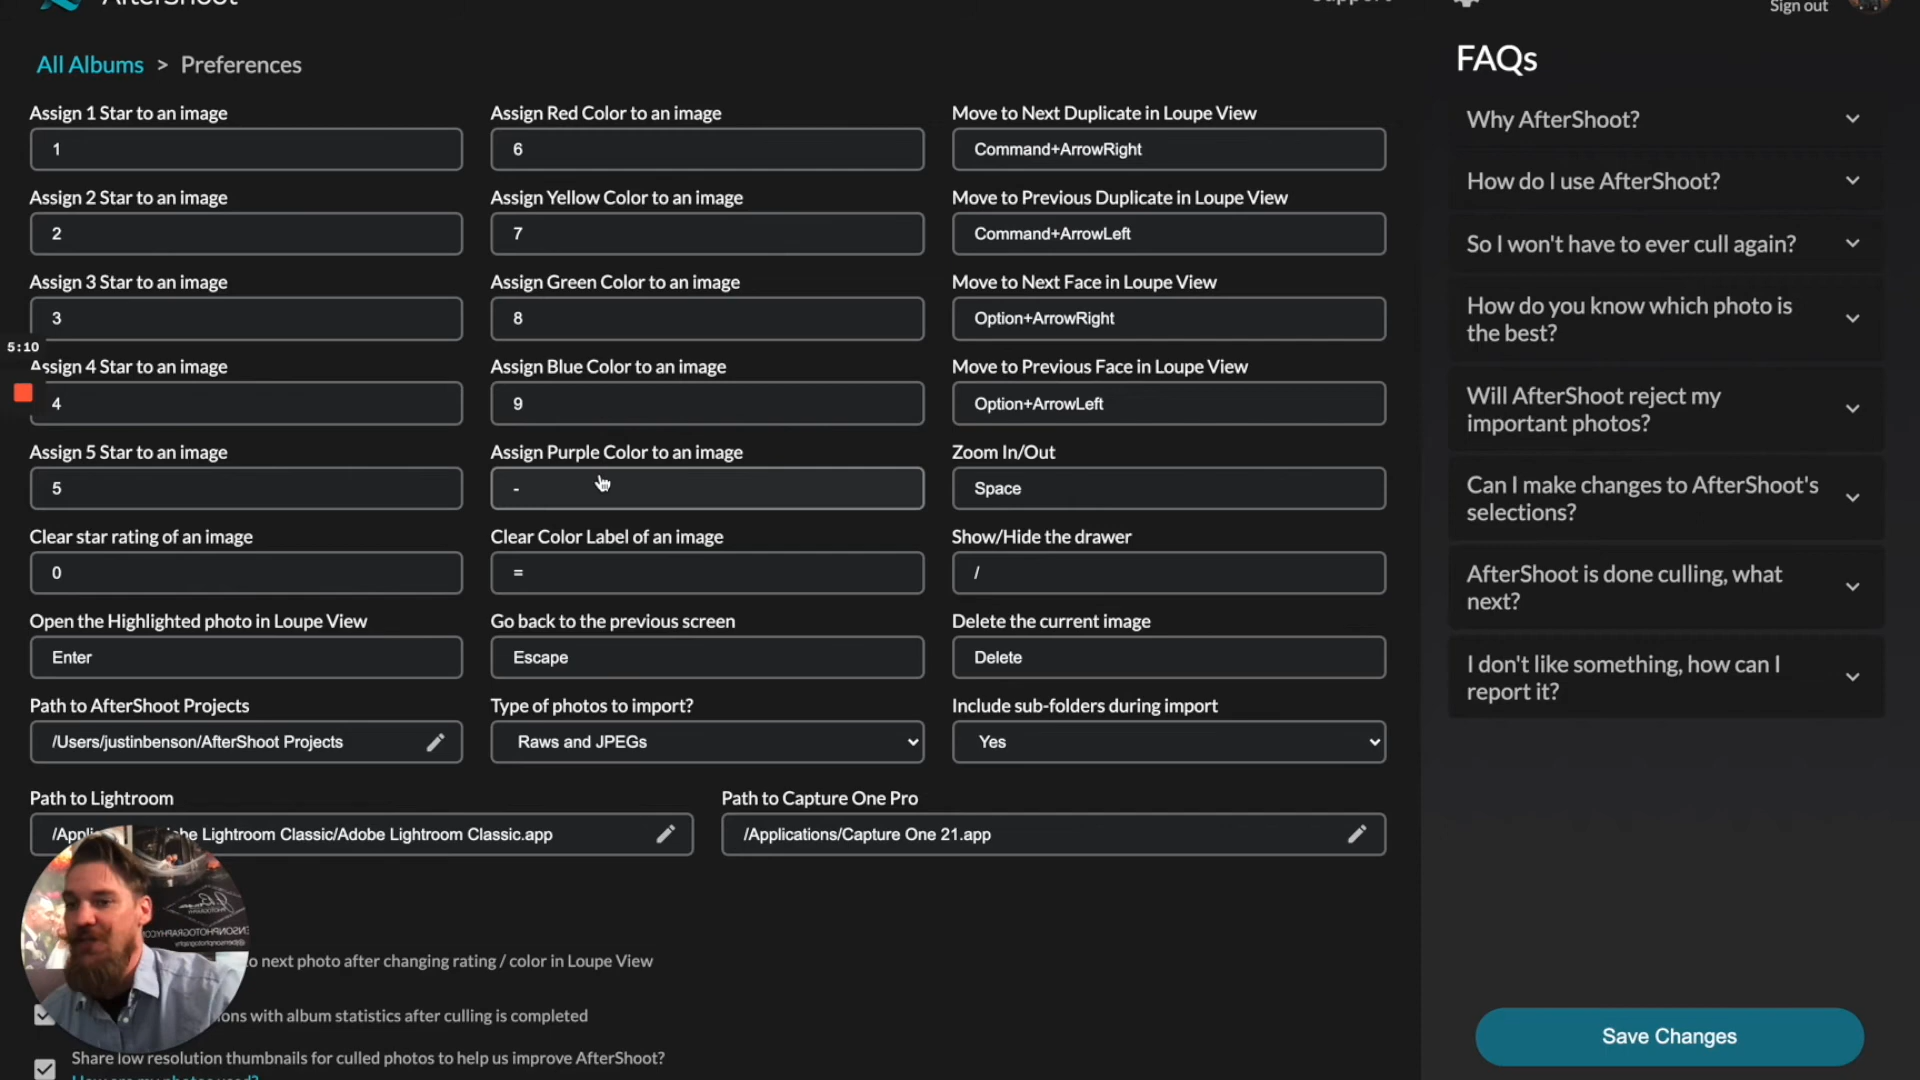 AfterShoot
Support
Sign out
All Albums > Preferences
Assign 1 Star to an image
1
Assign 2 Star to an image
2
Assign 3 Star to an image
3
5:10
Assign 4 Star to an image
4
Assign 5 Star to an image
5
Clear star rating of an image
0
Open the Highlighted photo in Loupe View
Enter
Path to AfterShoot Projects
/Users/justinbenson/AfterShoot Projects
Assign Red Color to an image
6
Assign Yellow Color to an image
7
Assign Green Color to an image
8
Assign Blue Color to an image
9
Assign Purple Color to an image
-
Clear Color Label of an image
=
Go back to the previous screen
Escape
Type of photos to import?
Raws and JPEGs
Move to Next Duplicate in Loupe View
Command+ArrowRight
Move to Previous Duplicate in Loupe View
Command+ArrowLeft
Move to Next Face in Loupe View
Option+ArrowRight
Move to Previous Face in Loupe View
Option+ArrowLeft
Zoom In/Out
Space
Show/Hide the drawer
/
Delete the current image
Delete
Include sub-folders during import
Yes
Path to Lightroom
Lightroom Classic/Adobe Lightroom Classic.app
Path to Capture One Pro
/Applications/Capture One 21.app
next photo after changing rating / color in Loupe View
with album statistics after culling is completed
Share low resolution thumbnails for culled photos to help us improve AfterShoot?
FAQs
Why AfterShoot?
How do I use AfterShoot?
So I won't have to ever cull again?
How do you know which photo is
the best?
Will AfterShoot reject my
important photos?
Can I make changes to AfterShoot's
selections?
AfterShoot is done culling, what
next?
I don't like something, how can I
report it?
Save Changes